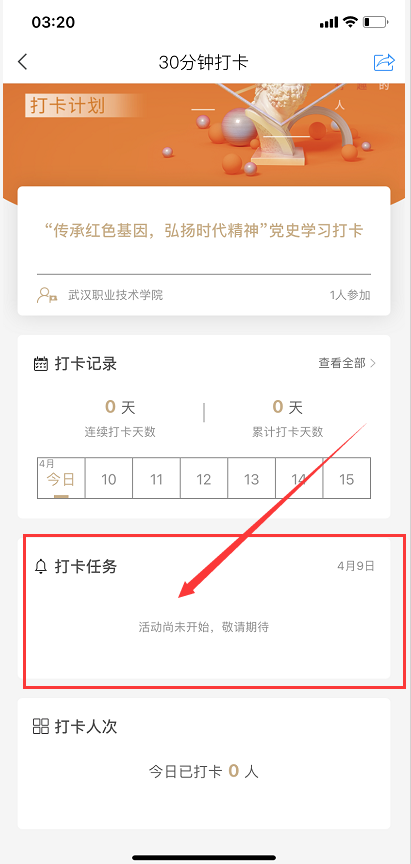 03:20
30分钟打卡
的
人
打卡计划
“传承红色基因，弘扬时代精神”党史学习打卡
武汉职业技术学院 1人参加
打卡记录 查看全部
0 天 0 天
连续打卡天数 累计打卡天数
4月
今日 10 11 12 13 14 15
打卡任务 4月9日
活动尚未开始，敬请期待
打卡人次
今日已打卡 0 人